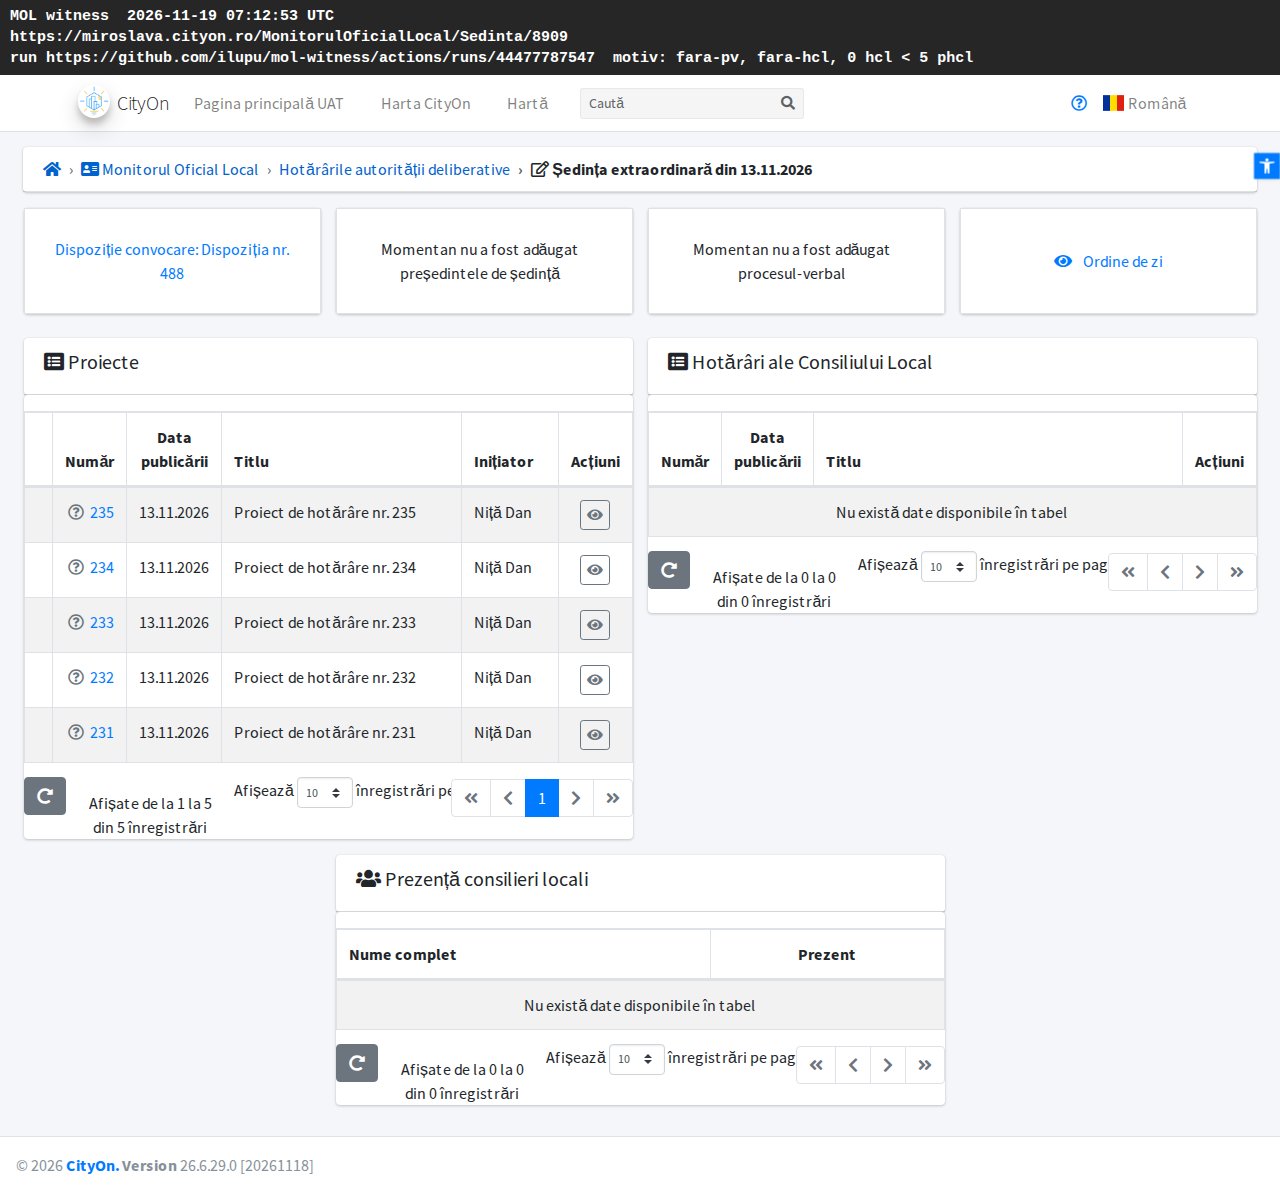 MOL witness  2026-11-19 07:12:53 UTC
https://miroslava.cityon.ro/MonitorulOficialLocal/Sedinta/8909
run https://github.com/ilupu/mol-witness/actions/runs/44477787547  motiv: fara-pv, fara-hcl, 0 hcl < 5 phcl
CityOn Pagina principală UAT Harta CityOn Hartă Caută Română
› Monitorul Oficial Local › Hotărârile autorității deliberative › Ședința extraordinară din 13.11.2026
Dispoziție convocare: Dispoziția nr.
488
Momentan nu a fost adăugat
președintele de ședință
Momentan nu a fost adăugat
procesul-verbal
Ordine de zi
Proiecte
Număr Data publicării Titlu Inițiator Acțiuni
235 13.11.2026 Proiect de hotărâre nr. 235 Niță Dan
234 13.11.2026 Proiect de hotărâre nr. 234 Niță Dan
233 13.11.2026 Proiect de hotărâre nr. 233 Niță Dan
232 13.11.2026 Proiect de hotărâre nr. 232 Niță Dan
231 13.11.2026 Proiect de hotărâre nr. 231 Niță Dan
Afișate de la 1 la 5
din 5 înregistrări
Afișează 10 înregistrări pe
« ‹ 1 › »
Hotărâri ale Consiliului Local
Număr Data publicării Titlu Acțiuni
Nu există date disponibile în tabel
Afișate de la 0 la 0
din 0 înregistrări
Afișează 10 înregistrări pe pag
« ‹ › »
Prezență consilieri locali
Nume complet Prezent
Nu există date disponibile în tabel
Afișate de la 0 la 0
din 0 înregistrări
Afișează 10 înregistrări pe pag
« ‹ › »
© 2026 CityOn. Version 26.6.29.0 [20261118]